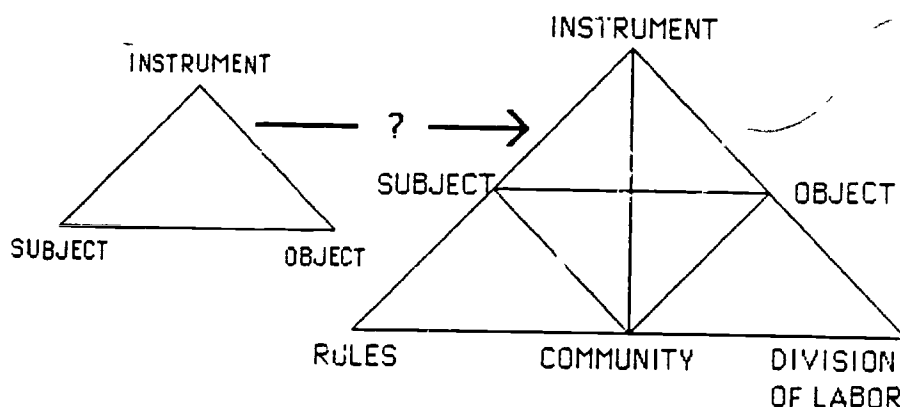 INSTRUMENT
SUBJECT
OBJECT
?
INSTRUMENT
SUBJECT
OBJECT
RULES
COMMUNITY
DIVISION
OF LABOR